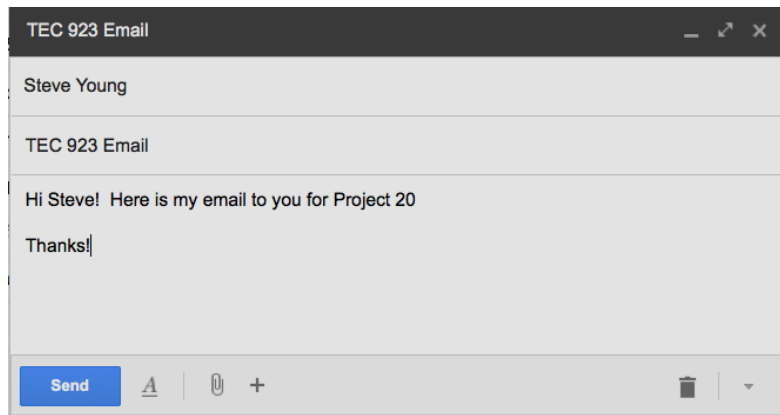 TEC 923 Email
Steve Young
TEC 923 Email
Hi Steve!  Here is my email to you for Project 20
Thanks!
Send
A